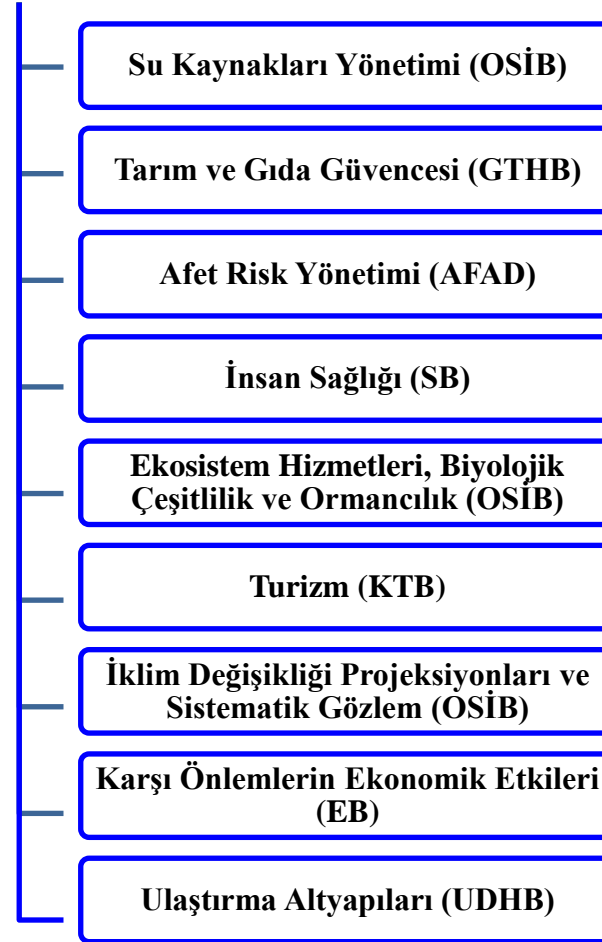 Su Kaynakları Yönetimi (OSİB)
Tarım ve Gıda Güvencesi (GTHB)
Afet Risk Yönetimi (AFAD)
İnsan Sağlığı (SB)
Ekosistem Hizmetleri, Biyolojik
Çeşitlilik ve Ormancılık (OSİB)
Turizm (KTB)
İklim Değişikliği Projeksiyonları ve
Sistematik Gözlem (OSİB)
Karşı Önlemlerin Ekonomik Etkileri
(EB)
Ulaştırma Altyapıları (UDHB)